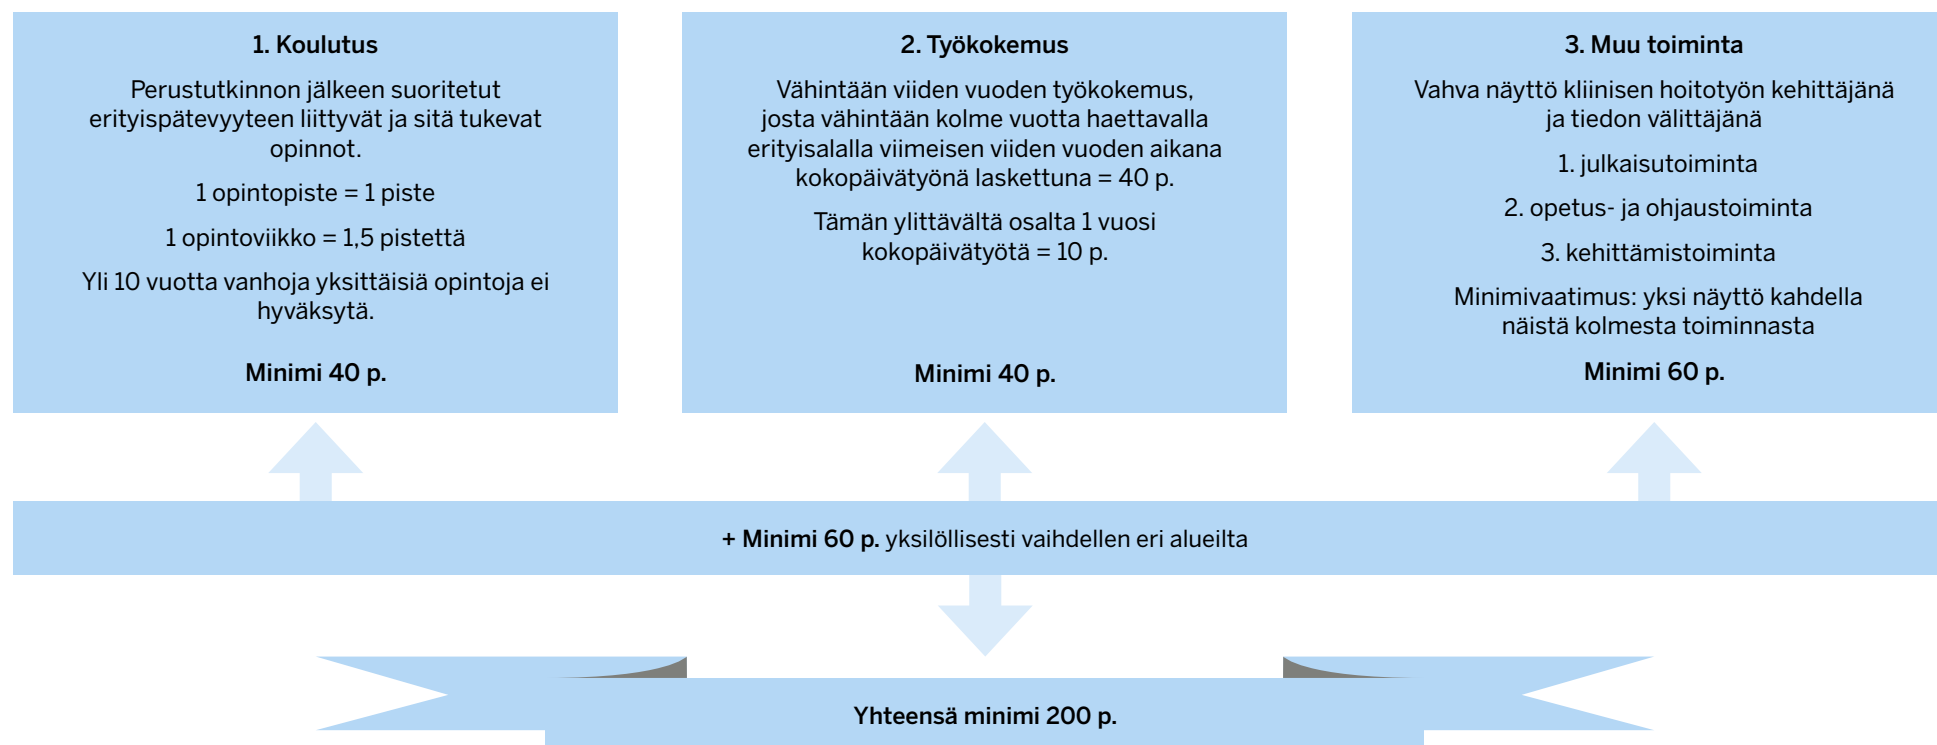 1. Koulutus
Perustutkinnon jälkeen suoritetut
erityispätevyyteen liittyvät ja sitä tukevat
opinnot.
1 opintopiste = 1 piste
1 opintoviikko = 1,5 pistettä
Yli 10 vuotta vanhoja yksittäisiä opintoja ei
hyväksytä.
Minimi 40 p.
2. Työkokemus
Vähintään viiden vuoden työkokemus,
josta vähintään kolme vuotta haettavalla
erityisalalla viimeisen viiden vuoden aikana
kokopäivätyönä laskettuna = 40 p.
Tämän ylittävältä osalta 1 vuosi
kokopäivätyötä = 10 p.
Minimi 40 p.
3. Muu toiminta
Vahva näyttö kliinisen hoitotyön kehittäjänä
ja tiedon välittäjänä
1. julkaisutoiminta
2. opetus- ja ohjaustoiminta
3. kehittämistoiminta
Minimivaatimus: yksi näyttö kahdella
näistä kolmesta toiminnasta
Minimi 60 p.
+ Minimi 60 p. yksilöllisesti vaihdellen eri alueilta
Yhteensä minimi 200 p.